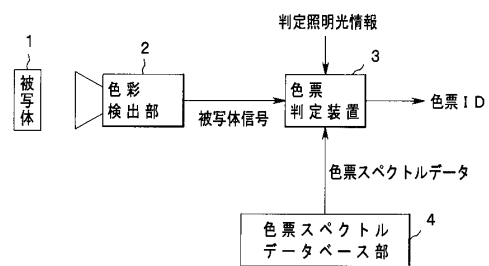 判定照明光情報
1
2
3
被写体
色彩
検出部
被写体信号
色票
判定装置
色票ID
色票スペクトルデータ
4
色票スペクトル
データベース部